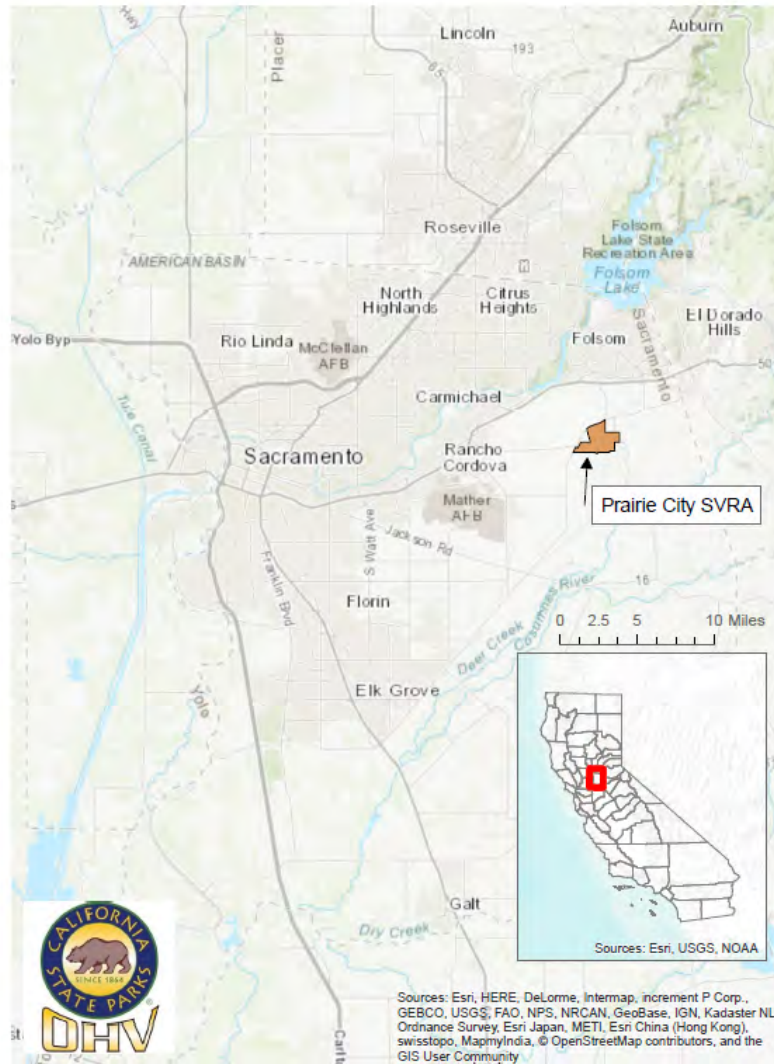 Hwy
Placer
Lincoln
193
Auburn
65
Roseville
Folsom
Lake State
Recreation Area
Folsom
Lake
AMERICAN BASIN
North
Highlands
Citrus
Heights
El Dorado
Hills
Sacramento
Yolo Byp
Rio Linda
McClellan
AFB
Folsom
50
Carmichael
Tule Canal
Sacramento
Rancho
Cordova
Mather
AFB
Prairie City SVRA
S Watt Ave
Jackson Rd
Franklin Blvd
Florin
Deer Creek
Cosumnes River
16
0 2.5 5 10 Miles
Yolo
Elk Grove
Galt
Dry Creek
Sources: Esri, USGS, NOAA
CALIFORNIA
SINCE 1864
STATE PARKS
OHV
Sources: Esri, HERE, DeLorme, Intermap, increment P Corp.,
GEBCO, USGS, FAO, NPS, NRCAN, GeoBase, IGN, Kadaster NL,
Ordnance Survey, Esri Japan, METI, Esri China (Hong Kong),
swisstopo, MapmyIndia, © OpenStreetMap contributors, and the
GIS User Community